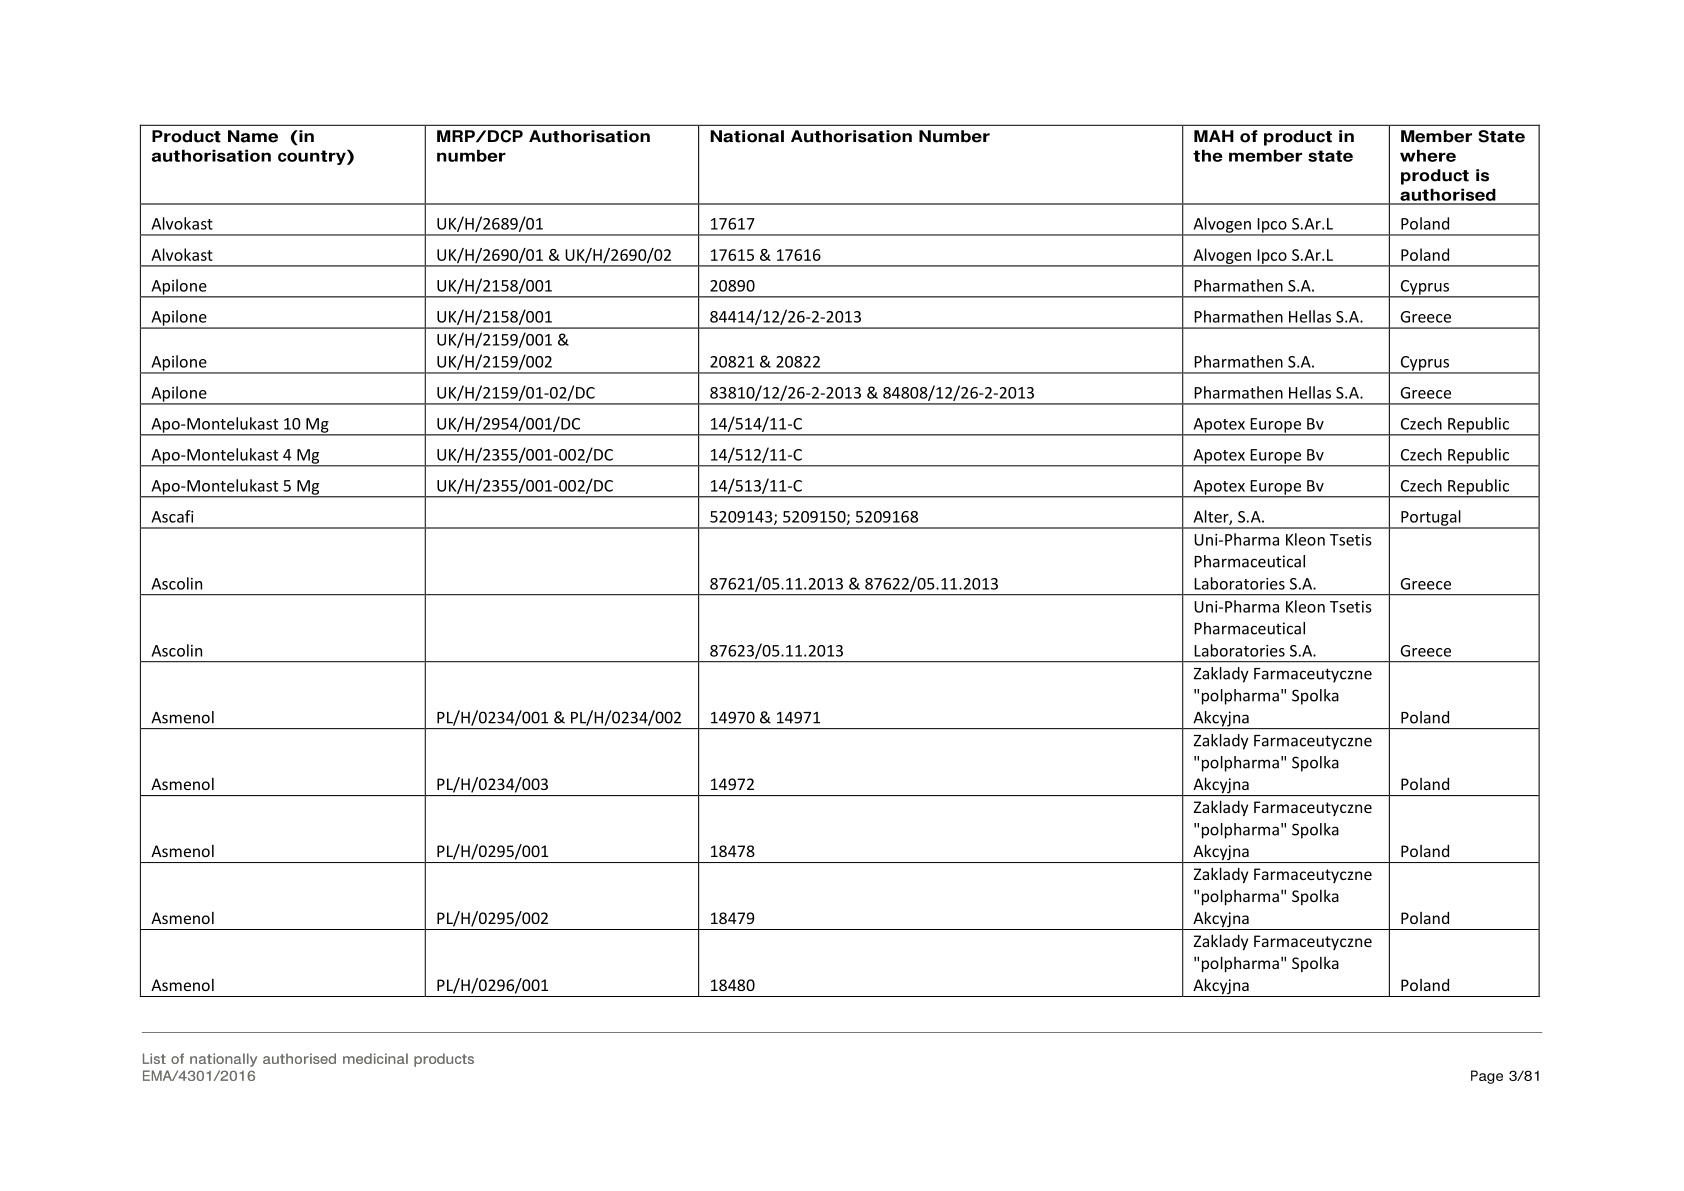 Product Name  (in authorisation country) MRP/DCP Authorisation number National Authorisation Number MAH of product in the member state Member State where product is authorised
Alvokast UK/H/2689/01 17617 Alvogen Ipco S.Ar.L Poland
Alvokast UK/H/2690/01 & UK/H/2690/02 17615 & 17616 Alvogen Ipco S.Ar.L Poland
Apilone UK/H/2158/001 20890 Pharmathen S.A. Cyprus
Apilone UK/H/2158/001 84414/12/26-2-2013 Pharmathen Hellas S.A. Greece
Apilone UK/H/2159/001 & UK/H/2159/002 20821 & 20822 Pharmathen S.A. Cyprus
Apilone UK/H/2159/01-02/DC 83810/12/26-2-2013 & 84808/12/26-2-2013 Pharmathen Hellas S.A. Greece
Apo-Montelukast 10 Mg UK/H/2954/001/DC 14/514/11-C Apotex Europe Bv Czech Republic
Apo-Montelukast 4 Mg UK/H/2355/001-002/DC 14/512/11-C Apotex Europe Bv Czech Republic
Apo-Montelukast 5 Mg UK/H/2355/001-002/DC 14/513/11-C Apotex Europe Bv Czech Republic
Ascafi 5209143; 5209150; 5209168 Alter, S.A. Portugal
Ascolin 87621/05.11.2013 & 87622/05.11.2013 Uni-Pharma Kleon Tsetis Pharmaceutical Laboratories S.A. Greece
Ascolin 87623/05.11.2013 Uni-Pharma Kleon Tsetis Pharmaceutical Laboratories S.A. Greece
Asmenol PL/H/0234/001 & PL/H/0234/002 14970 & 14971 Zaklady Farmaceutyczne "polpharma" Spolka Akcyjna Poland
Asmenol PL/H/0234/003 14972 Zaklady Farmaceutyczne "polpharma" Spolka Akcyjna Poland
Asmenol PL/H/0295/001 18478 Zaklady Farmaceutyczne "polpharma" Spolka Akcyjna Poland
Asmenol PL/H/0295/002 18479 Zaklady Farmaceutyczne "polpharma" Spolka Akcyjna Poland
Asmenol PL/H/0296/001 18480 Zaklady Farmaceutyczne "polpharma" Spolka Akcyjna Poland
List of nationally authorised medicinal products
EMA/4301/2016 Page 3/81